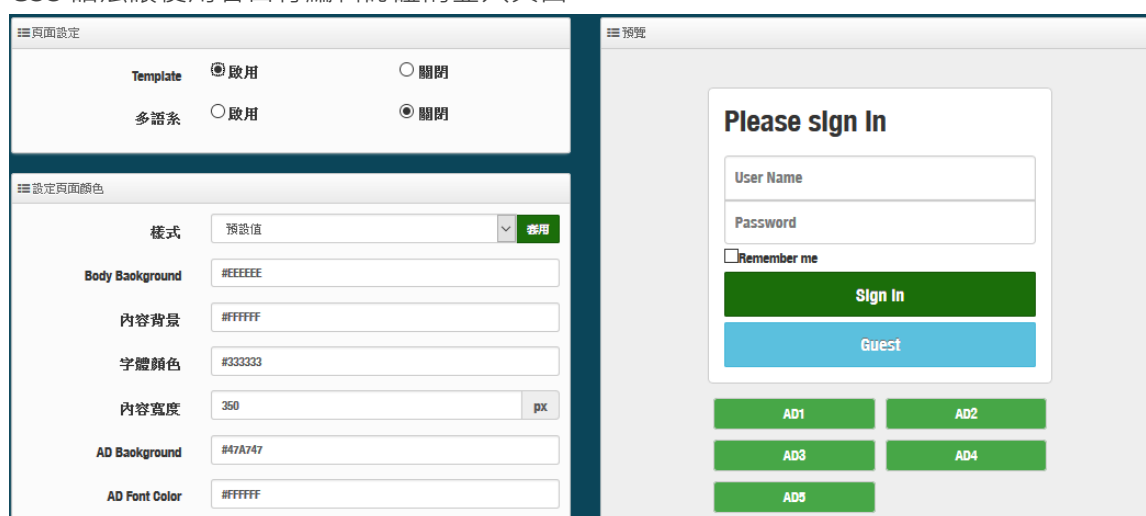 頁面設定
Template 啟用 關閉
多語系 啟用 關閉
設定頁面顏色
樣式 預設值 套用
Body Background #EEEEEE
內容背景 #FFFFFF
字體顏色 #333333
內容寬度 350 px
AD Background #47A747
AD Font Color #FFFFFF
預覽
Please sign In
User Name
Password
Remember me
Sign In
Guest
AD1 AD2
AD3 AD4
AD5